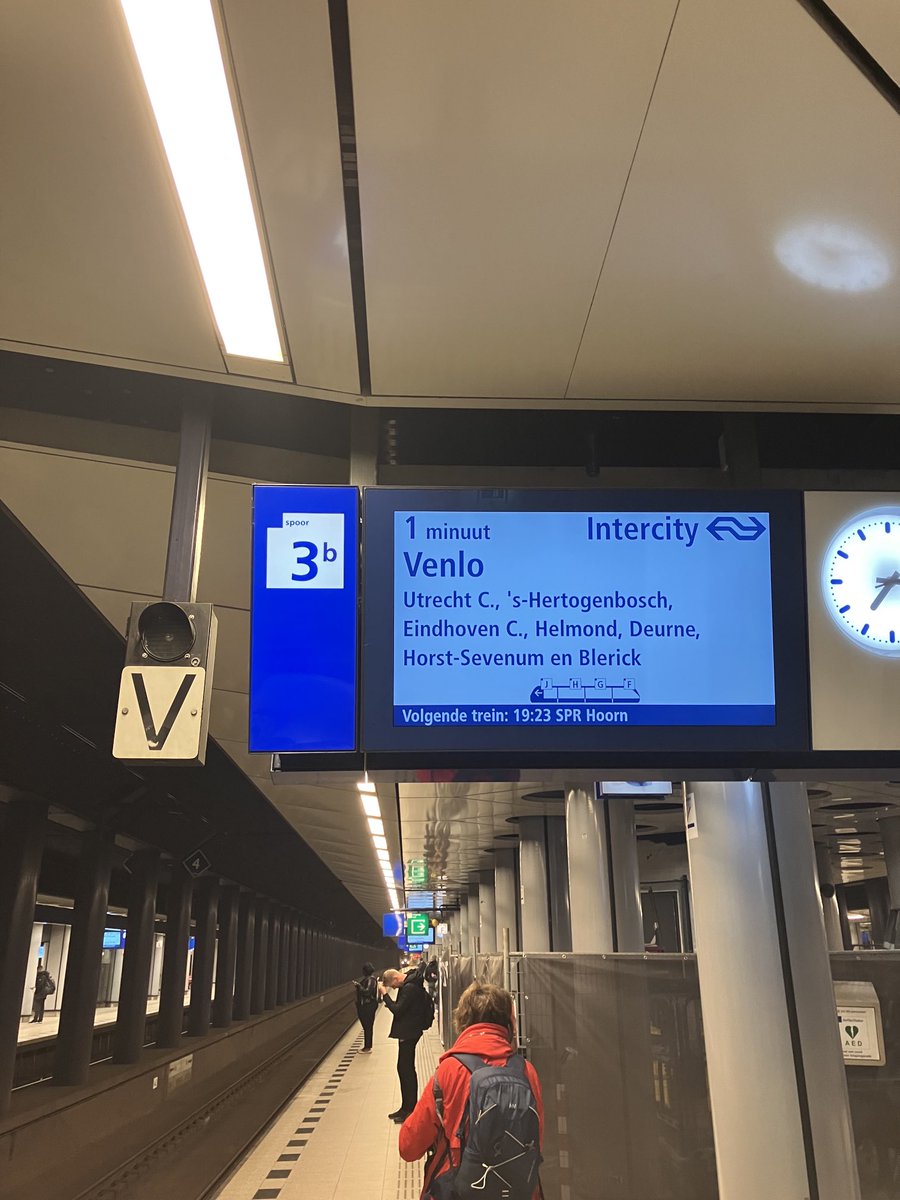 spoor
3b
1 minuut
Intercity
Venlo
Utrecht C., 's-Hertogenbosch,
Eindhoven C., Helmond, Deurne,
Horst-Sevenum en Blerick
J H G F
Volgende trein: 19:23 SPR Hoorn
V
4
AED